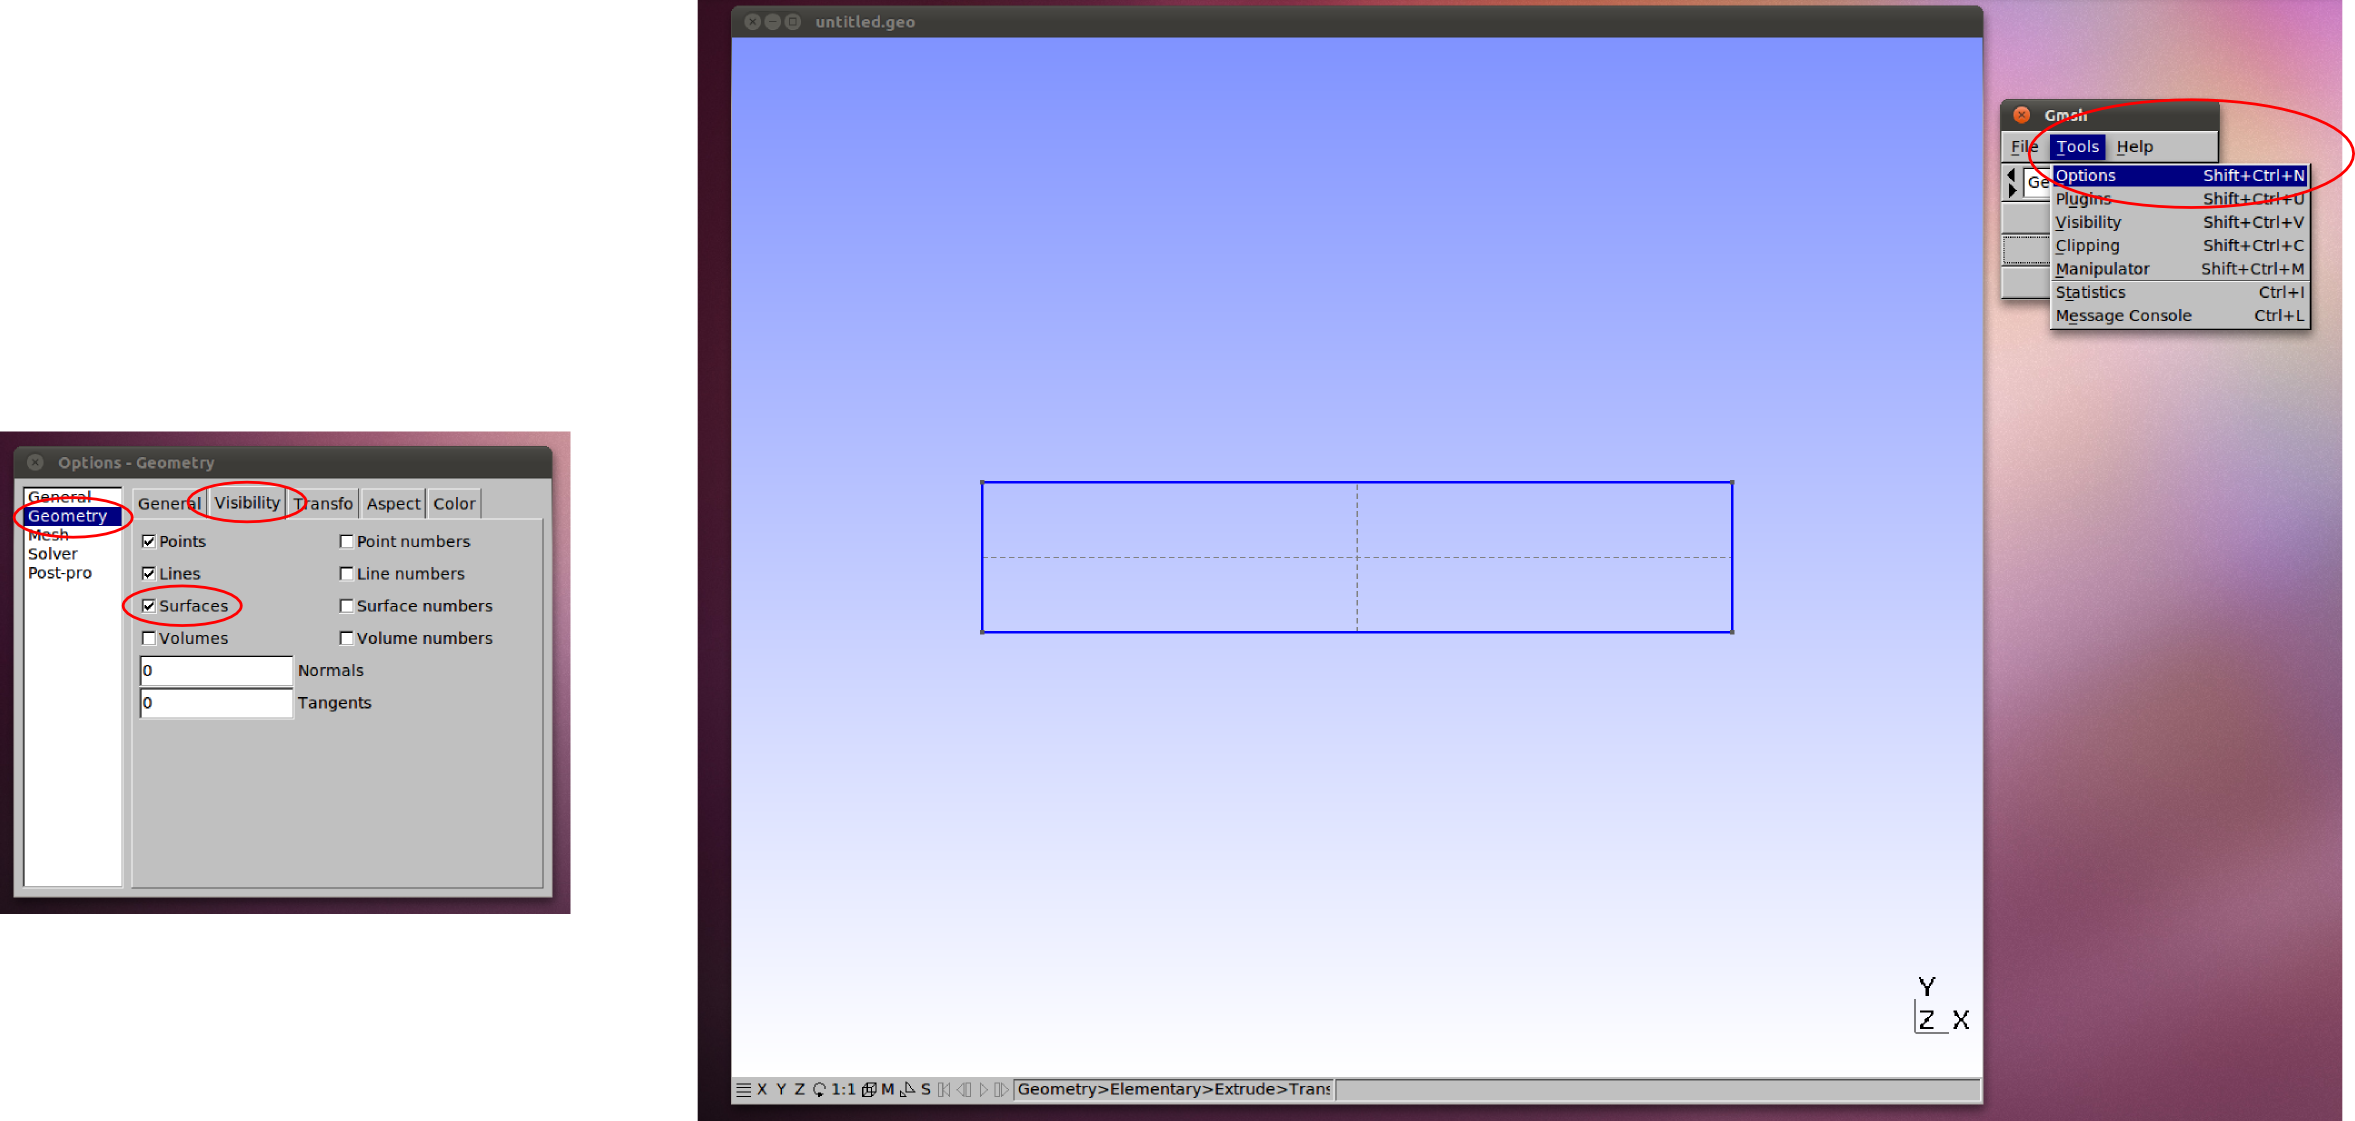 Options - Geometry
General
Geometry
Mesh
Solver
Post-pro
General Visibility Transfo Aspect Color
Points Point numbers
Lines Line numbers
Surfaces Surface numbers
Volumes Volume numbers
0 Normals
0 Tangents
untitled.geo
Y
Z X
X Y Z 1:1 M S Geometry>Elementary>Extrude>Trans
Gmsh
File Tools Help
Ge
Options Shift+Ctrl+N
Plugins Shift+Ctrl+U
Visibility Shift+Ctrl+V
Clipping Shift+Ctrl+C
Manipulator Shift+Ctrl+M
Statistics Ctrl+I
Message Console Ctrl+L